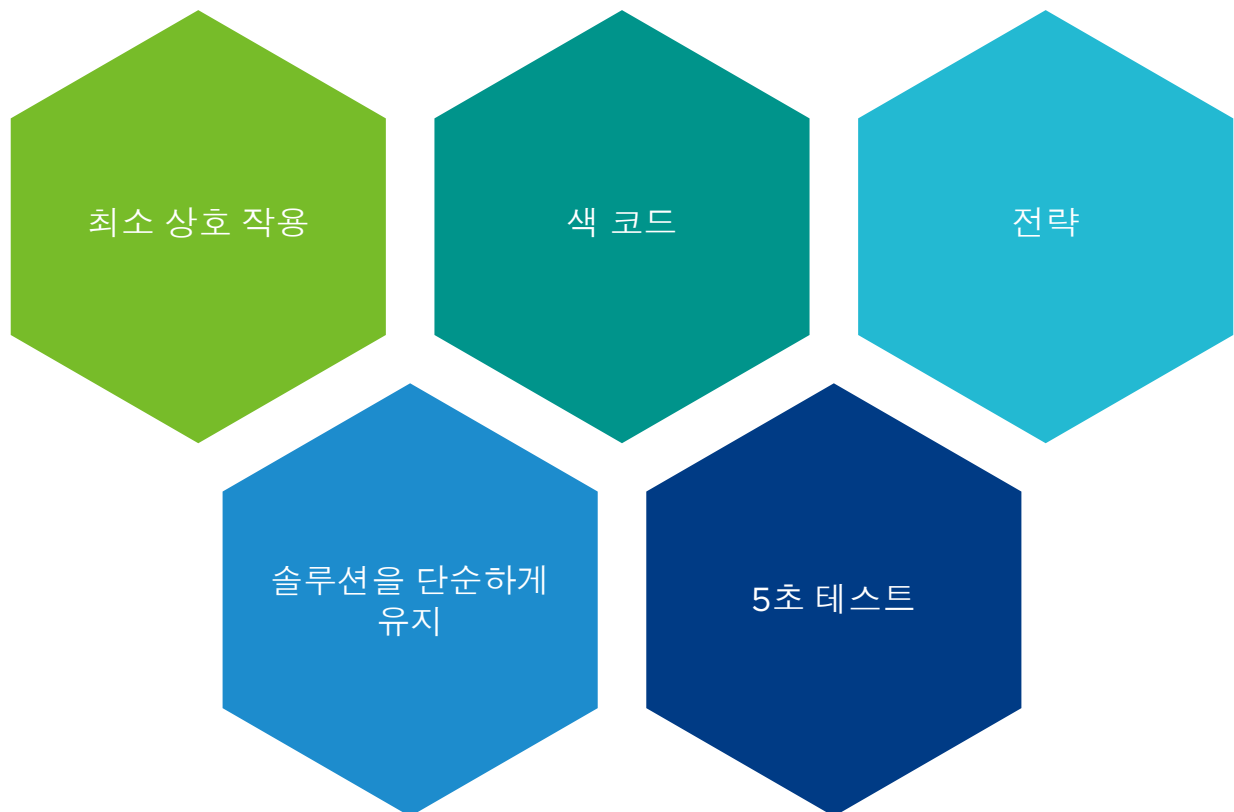 최소 상호 작용
색 코드
전략
솔루션을 단순하게
유지
5초 테스트